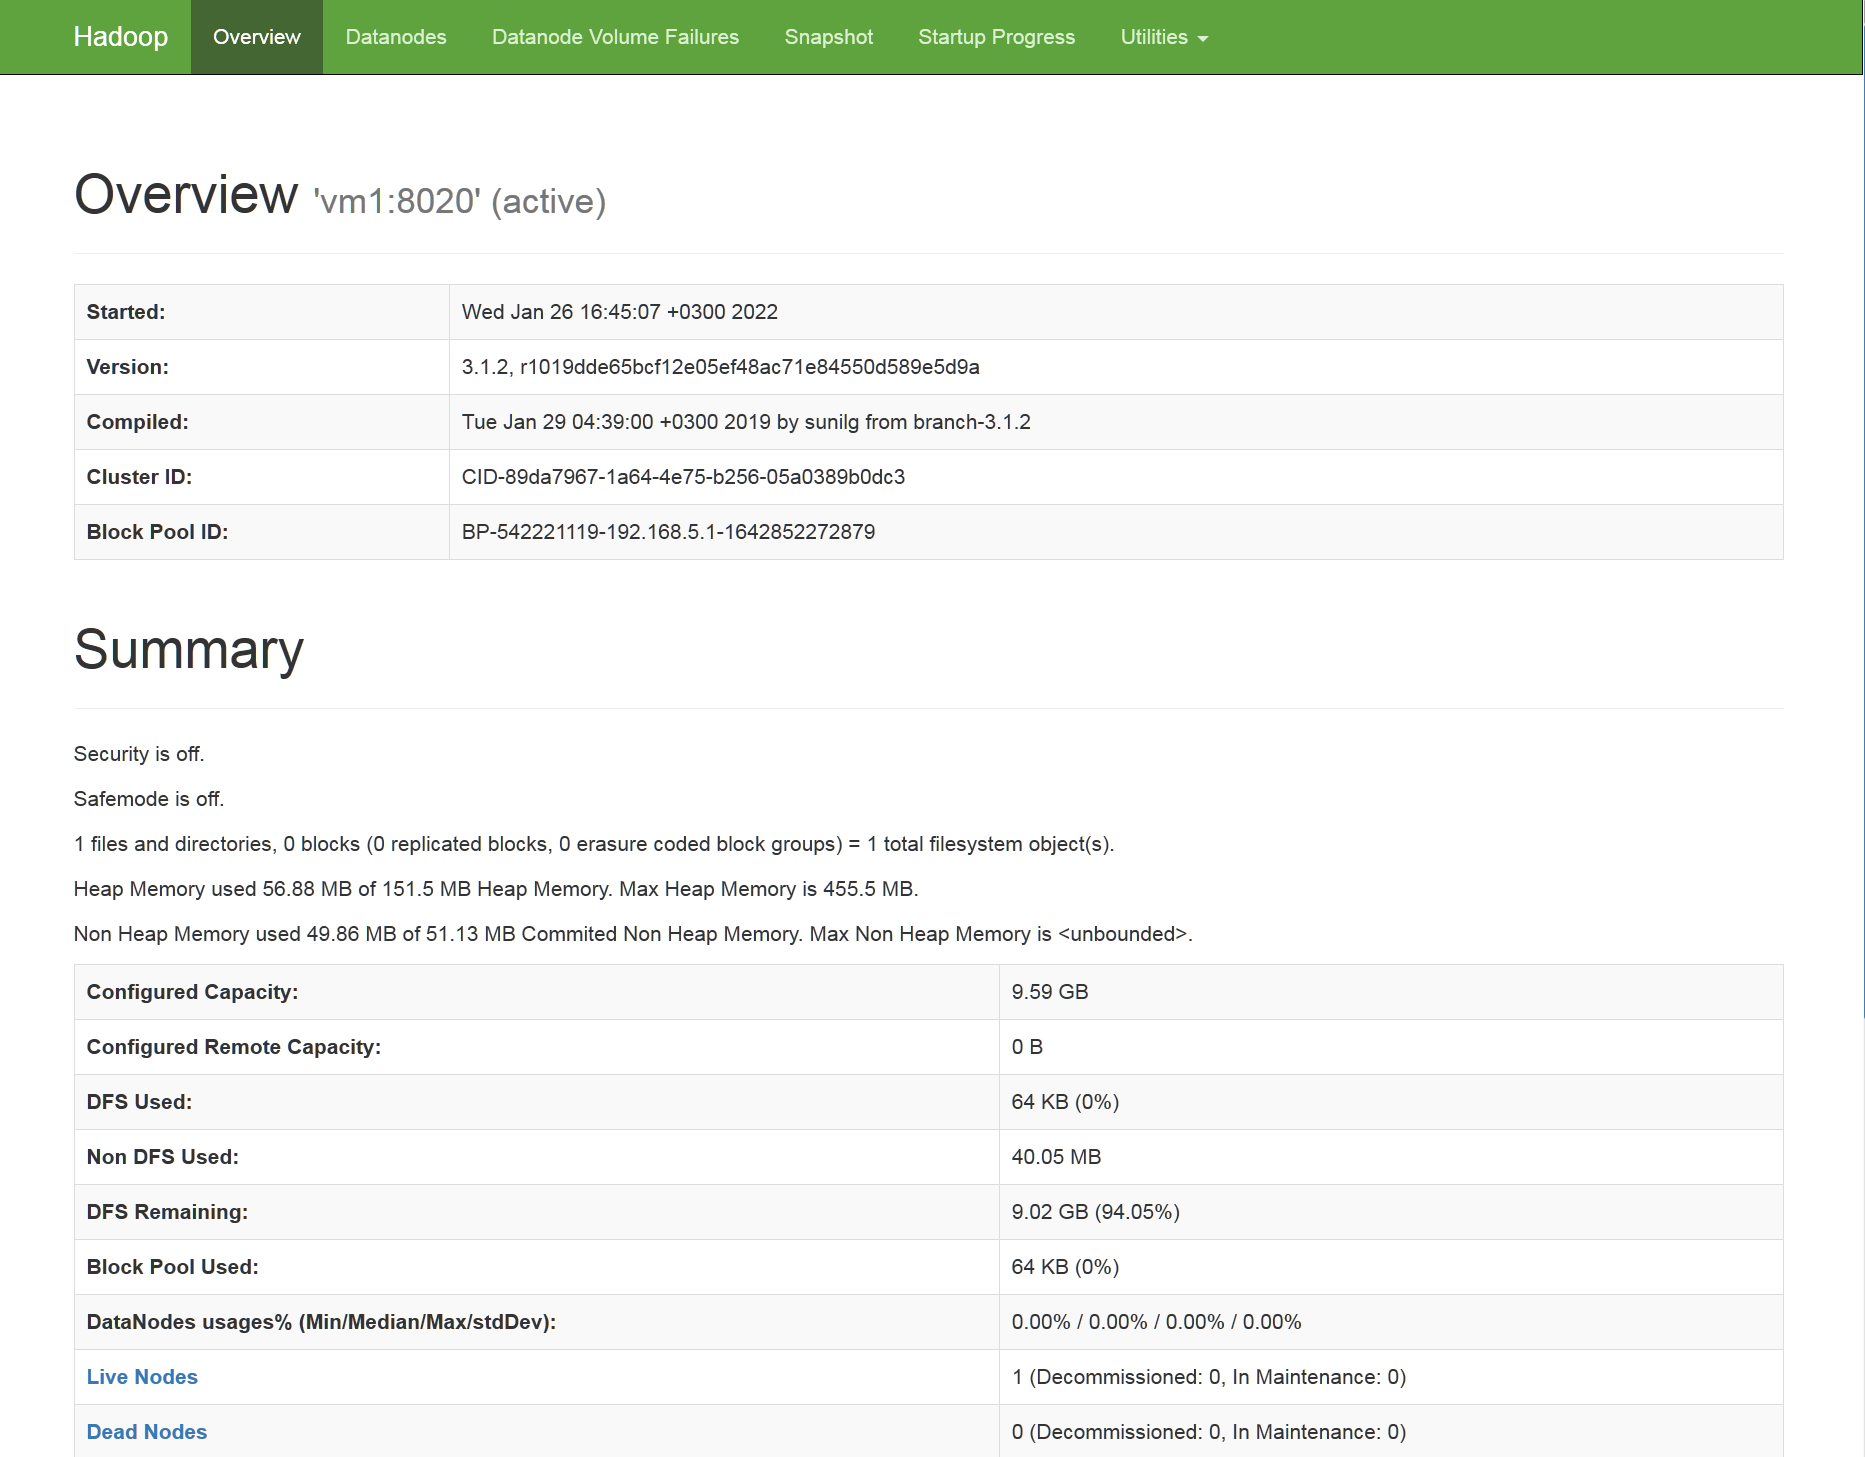 Hadoop Overview Datanodes Datanode Volume Failures Snapshot Startup Progress Utilities
Overview 'vm1:8020' (active)
Started: Wed Jan 26 16:45:07 +0300 2022
Version: 3.1.2, r1019dde65bcf12e05ef48ac71e84550d589e5d9a
Compiled: Tue Jan 29 04:39:00 +0300 2019 by sunilg from branch-3.1.2
Cluster ID: CID-89da7967-1a64-4e75-b256-05a0389b0dc3
Block Pool ID: BP-542221119-192.168.5.1-1642852272879
Summary
Security is off.
Safemode is off.
1 files and directories, 0 blocks (0 replicated blocks, 0 erasure coded block groups) = 1 total filesystem object(s).
Heap Memory used 56.88 MB of 151.5 MB Heap Memory. Max Heap Memory is 455.5 MB.
Non Heap Memory used 49.86 MB of 51.13 MB Commited Non Heap Memory. Max Non Heap Memory is <unbounded>.
Configured Capacity: 9.59 GB
Configured Remote Capacity: 0 B
DFS Used: 64 KB (0%)
Non DFS Used: 40.05 MB
DFS Remaining: 9.02 GB (94.05%)
Block Pool Used: 64 KB (0%)
DataNodes usages% (Min/Median/Max/stdDev): 0.00% / 0.00% / 0.00% / 0.00%
Live Nodes 1 (Decommissioned: 0, In Maintenance: 0)
Dead Nodes 0 (Decommissioned: 0, In Maintenance: 0)